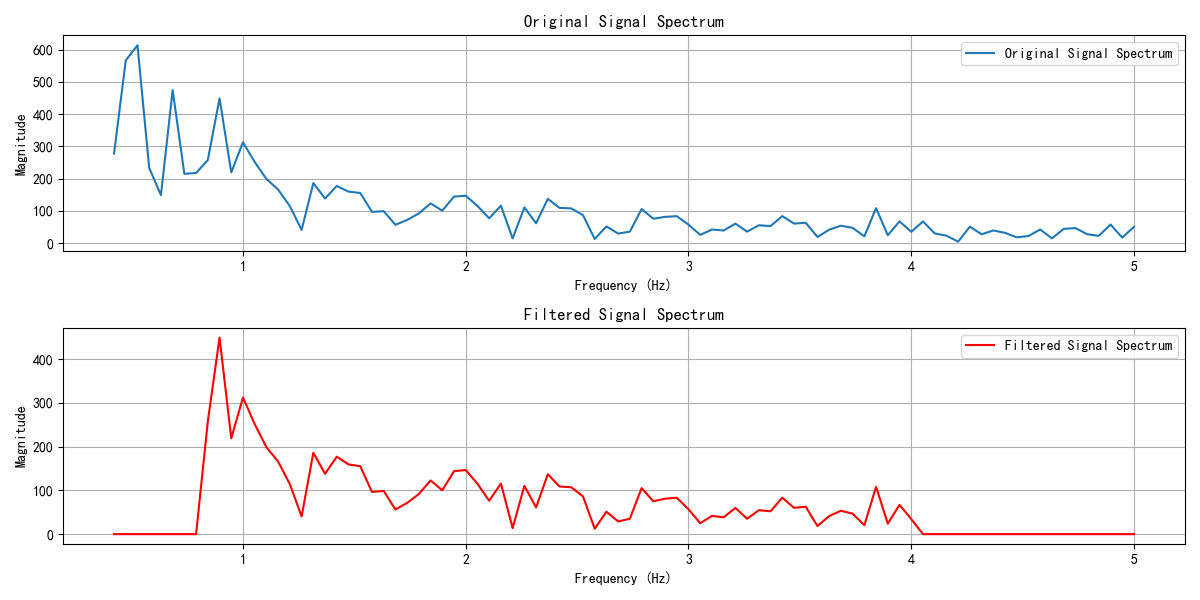 Original Signal Spectrum
Original Signal Spectrum
600
500
400
300
200
100
0
Magnitude
1 2 3 4 5
Frequency (Hz)
Filtered Signal Spectrum
Filtered Signal Spectrum
400
300
200
100
0
Magnitude
1 2 3 4 5
Frequency (Hz)